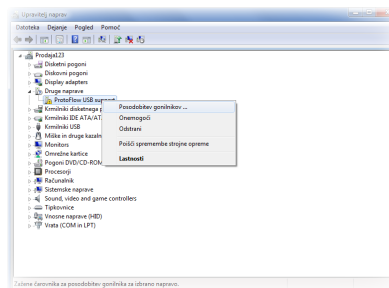 Upravitelj naprav
Datoteka Dejanje Pogled Pomoč
Prodaja123
Disketni pogoni
Diskovni pogoni
Display adapters
Druge naprave
ProtoFlow USB support
Krmilniki disketnega p
Krmilniki IDE ATA/AT
Krmilniki USB
Miške in druge kazaln
Monitors
Omrežne kartice
Pogoni DVD/CD-ROM
Procesorji
Računalnik
Sistemske naprave
Sound, video and game controllers
Tipkovnice
Vnosne naprave (HID)
Vrata (COM in LPT)
Posodobitev gonilnikov ...
Onemogoči
Odstrani
Poišči spremembe strojne opreme
Lastnosti
Zažene čarovnika za posodobitev gonilnika za izbrano napravo.